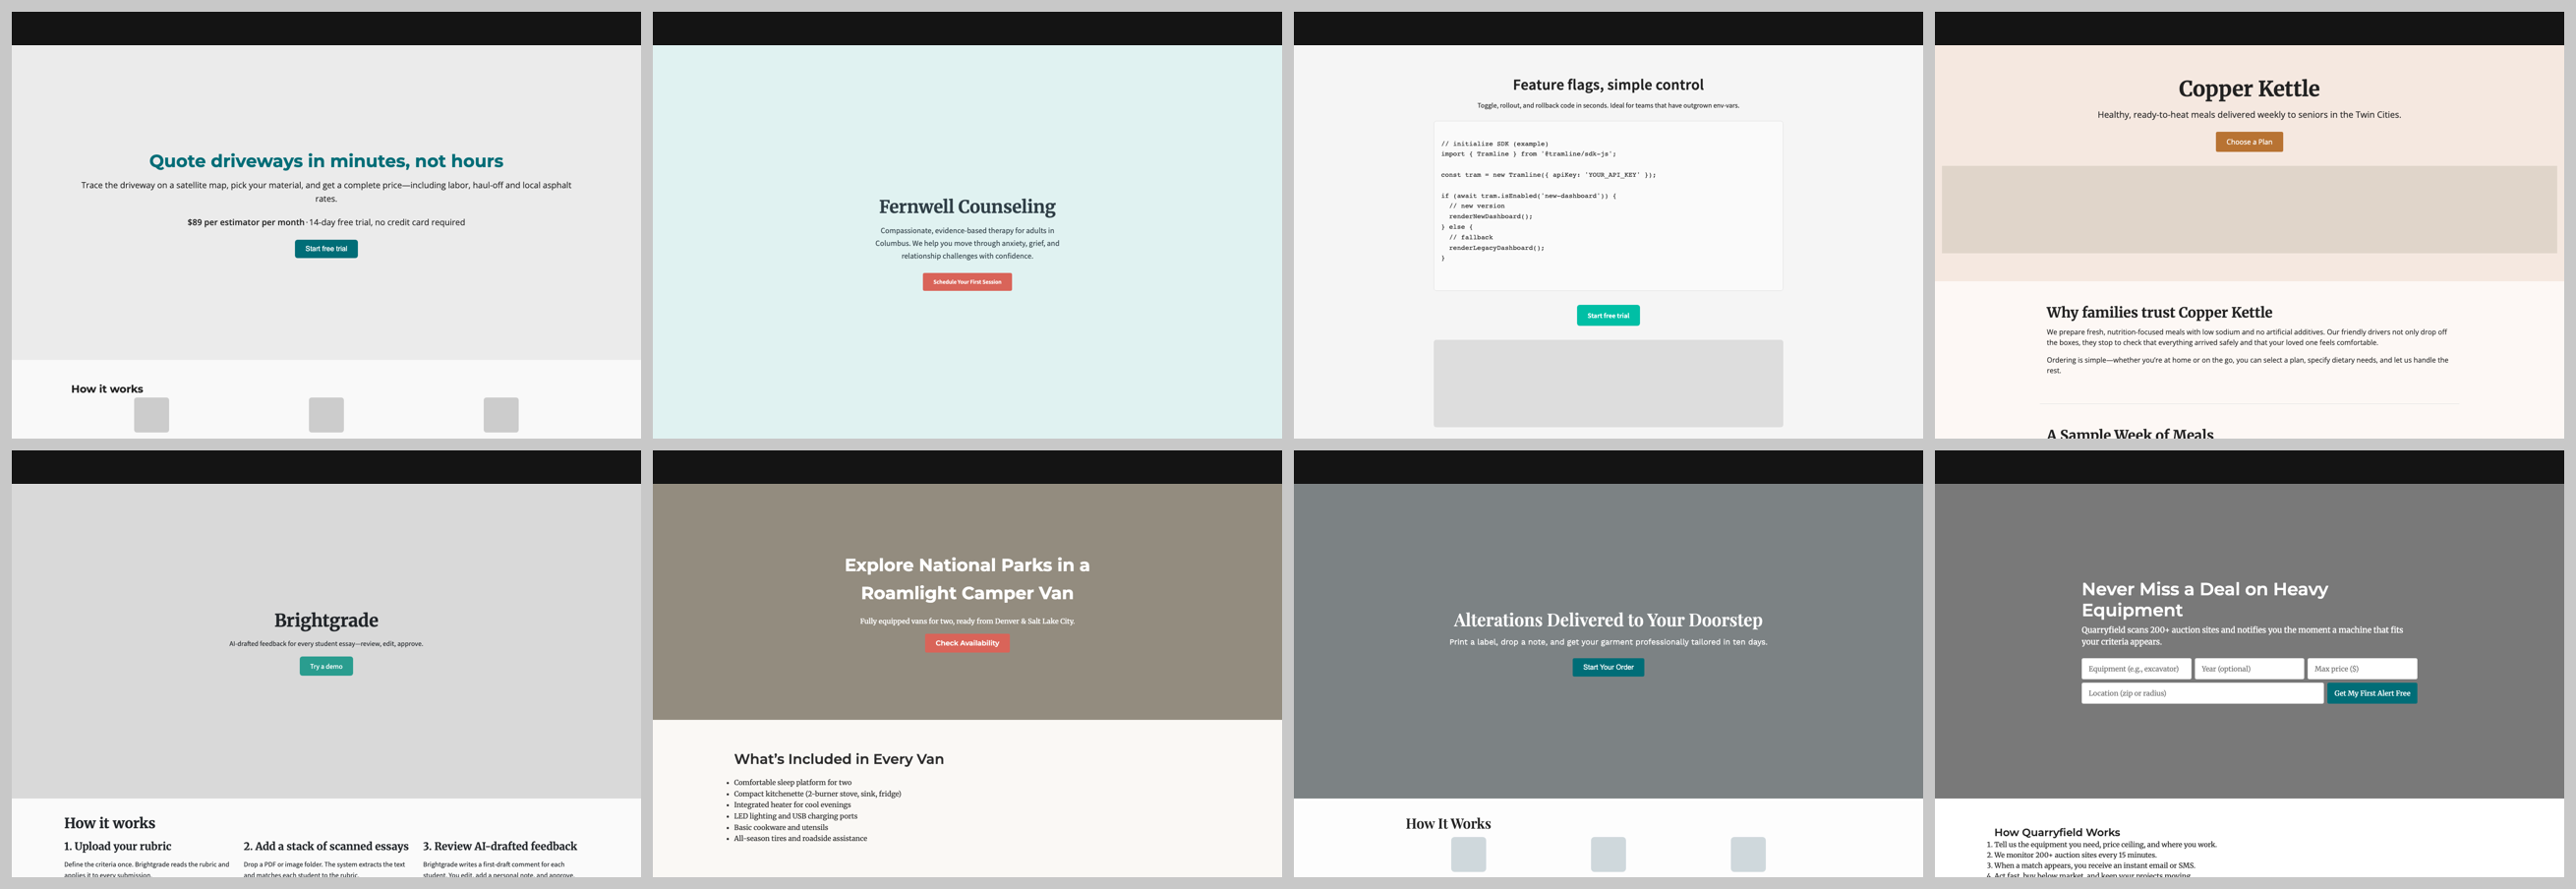 Quote driveways in minutes, not hours
Trace the driveway on a satellite map, pick your material, and get a complete price—including labor, haul-off and local asphalt
rates.
$89 per estimator per month · 14-day free trial, no credit card required
Start free trial
How it works
Fernwell Counseling
Compassionate, evidence-based therapy for adults in
Columbus. We help you move through anxiety, grief, and
relationship challenges with confidence.
Schedule Your First Session
Feature flags, simple control
Toggle, rollout, and rollback code in seconds. Ideal for teams that have outgrown env-vars.
// initialize SDK (example)
import { Tramline } from '@tramline/sdk-js';
const tram = new Tramline({ apiKey: 'YOUR_API_KEY' });
if (await tram.isEnabled('new-dashboard')) {
// new version
renderNewDashboard();
} else {
// fallback
renderLegacyDashboard();
}
Start free trial
Copper Kettle
Healthy, ready-to-heat meals delivered weekly to seniors in the Twin Cities.
Choose a Plan
Why families trust Copper Kettle
We prepare fresh, nutrition-focused meals with low sodium and no artificial additives. Our friendly drivers not only drop off
the boxes, they stop to check that everything arrived safely and that your loved one feels comfortable.
Ordering is simple—whether you're at home or on the go, you can select a plan, specify dietary needs, and let us handle the
rest.
A Sample Week of Meals
Brightgrade
AI-drafted feedback for every student essay—review, edit, approve.
Try a demo
How it works
1. Upload your rubric
Define the criteria once. Brightgrade reads the rubric and
applies it to every submission.
2. Add a stack of scanned essays
Drop a PDF or image folder. The system extracts the text
and matches each student to the rubric.
3. Review AI-drafted feedback
Brightgrade writes a first-draft comment for each
student. You edit, add a personal note, and approve.
Explore National Parks in a
Roamlight Camper Van
Fully equipped vans for two, ready from Denver & Salt Lake City.
Check Availability
What's Included in Every Van
• Comfortable sleep platform for two
• Compact kitchenette (2-burner stove, sink, fridge)
• Integrated heater for cool evenings
• LED lighting and USB charging ports
• Basic cookware and utensils
• All-season tires and roadside assistance
Alterations Delivered to Your Doorstep
Print a label, drop a note, and get your garment professionally tailored in ten days.
Start Your Order
How It Works
Never Miss a Deal on Heavy
Equipment
Quarryfield scans 200+ auction sites and notifies you the moment a machine that fits
your criteria appears.
Equipment (e.g., excavator)
Year (optional)
Max price ($)
Location (zip or radius)
Get My First Alert Free
How Quarryfield Works
1. Tell us the equipment you need, price ceiling, and where you work.
2. We monitor 200+ auction sites every 15 minutes.
3. When a match appears, you receive an instant email or SMS.
4. Act fast, buy below market, and keep your projects moving.